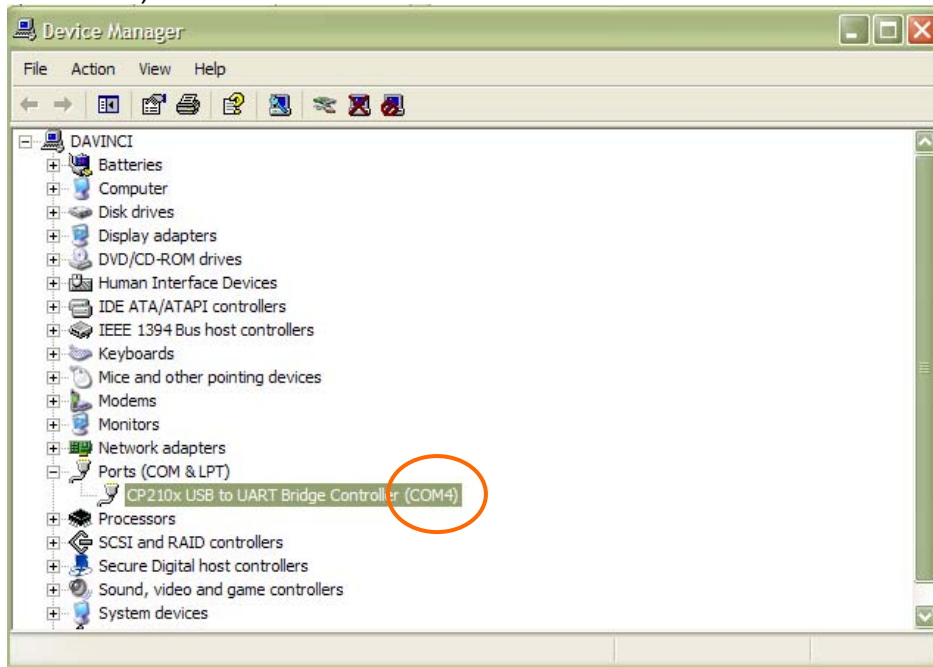 Device Manager
File Action View Help
DAVINCI
Batteries
Computer
Disk drives
Display adapters
DVD/CD-ROM drives
Human Interface Devices
IDE ATA/ATAPI controllers
IEEE 1394 Bus host controllers
Keyboards
Mice and other pointing devices
Modems
Monitors
Network adapters
Ports (COM & LPT)
CP210x USB to UART Bridge Controller (COM4)
Processors
SCSI and RAID controllers
Secure Digital host controllers
Sound, video and game controllers
System devices